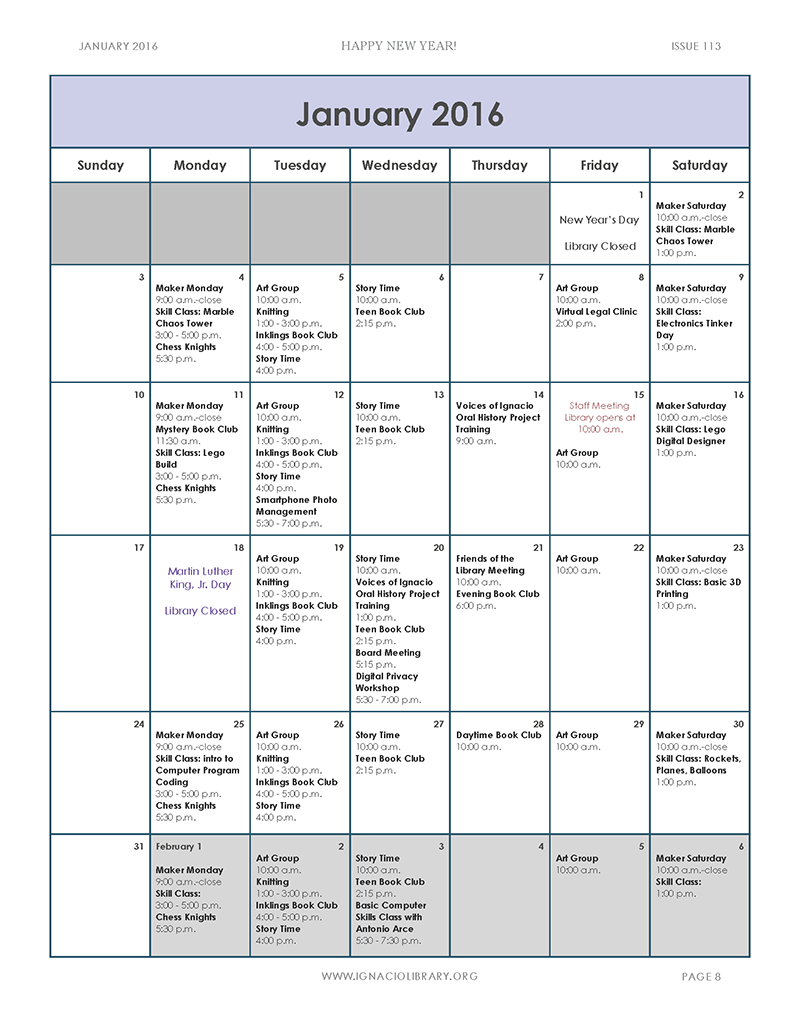 JANUARY 2016
HAPPY NEW YEAR!
ISSUE 113
January 2016
Sunday
Monday
Tuesday
Wednesday
Thursday
Friday
Saturday
1
New Year's Day
Library Closed
2
Maker Saturday
10:00 a.m.-close
Skill Class: Marble
Chaos Tower
1:00 p.m.
3
4
Maker Monday
9:00 a.m.-close
Skill Class: Marble
Chaos Tower
3:00 - 5:00 p.m.
Chess Knights
5:30 p.m.
5
Art Group
10:00 a.m.
Knitting
1:00 - 3:00 p.m.
Inklings Book Club
4:00 - 5:00 p.m.
Story Time
4:00 p.m.
6
Story Time
10:00 a.m.
Teen Book Club
2:15 p.m.
7
8
Art Group
10:00 a.m.
Virtual Legal Clinic
2:00 p.m.
9
Maker Saturday
10:00 a.m.-close
Skill Class:
Electronics Tinker
Day
1:00 p.m.
10
11
Maker Monday
9:00 a.m.-close
Mystery Book Club
11:30 a.m.
Skill Class: Lego
Build
3:00 - 5:00 p.m.
Chess Knights
5:30 p.m.
12
Art Group
10:00 a.m.
Knitting
1:00 - 3:00 p.m.
Inklings Book Club
4:00 - 5:00 p.m.
Story Time
4:00 p.m.
Smartphone Photo
Management
5:30 - 7:00 p.m.
13
Story Time
10:00 a.m.
Teen Book Club
2:15 p.m.
14
Voices of Ignacio
Oral History Project
Training
9:00 a.m.
15
Staff Meeting
Library opens at
10:00 a.m.
Art Group
10:00 a.m.
16
Maker Saturday
10:00 a.m.-close
Skill Class: Lego
Digital Designer
1:00 p.m.
17
18
Martin Luther
King, Jr. Day
Library Closed
19
Art Group
10:00 a.m.
Knitting
1:00 - 3:00 p.m.
Inklings Book Club
4:00 - 5:00 p.m.
Story Time
4:00 p.m.
20
Story Time
10:00 a.m.
Voices of Ignacio
Oral History Project
Training
1:00 p.m.
Teen Book Club
2:15 p.m.
Board Meeting
5:15 p.m.
Digital Privacy
Workshop
5:30 - 7:00 p.m.
21
Friends of the
Library Meeting
10:00 a.m.
Evening Book Club
6:00 p.m.
22
Art Group
10:00 a.m.
23
Maker Saturday
10:00 a.m.-close
Skill Class: Basic 3D
Printing
1:00 p.m.
24
25
Maker Monday
9:00 a.m.-close
Skill Class: intro to
Computer Program
Coding
3:00 - 5:00 p.m.
Chess Knights
5:30 p.m.
26
Art Group
10:00 a.m.
Knitting
1:00 - 3:00 p.m.
Inklings Book Club
4:00 - 5:00 p.m.
Story Time
4:00 p.m.
27
Story Time
10:00 a.m.
Teen Book Club
2:15 p.m.
28
Daytime Book Club
10:00 a.m.
29
Art Group
10:00 a.m.
30
Maker Saturday
10:00 a.m.-close
Skill Class: Rockets,
Planes, Balloons
1:00 p.m.
31
February 1
Maker Monday
9:00 a.m.-close
Skill Class:
3:00 - 5:00 p.m.
Chess Knights
5:30 p.m.
2
Art Group
10:00 a.m.
Knitting
1:00 - 3:00 p.m.
Inklings Book Club
4:00 - 5:00 p.m.
Story Time
4:00 p.m.
3
Story Time
10:00 a.m.
Teen Book Club
2:15 p.m.
Basic Computer
Skills Class with
Antonio Arce
5:30 - 7:30 p.m.
4
5
Art Group
10:00 a.m.
6
Maker Saturday
10:00 a.m.-close
Skill Class:
1:00 p.m.
WWW.IGNACIOLIBRARY.ORG
PAGE 8